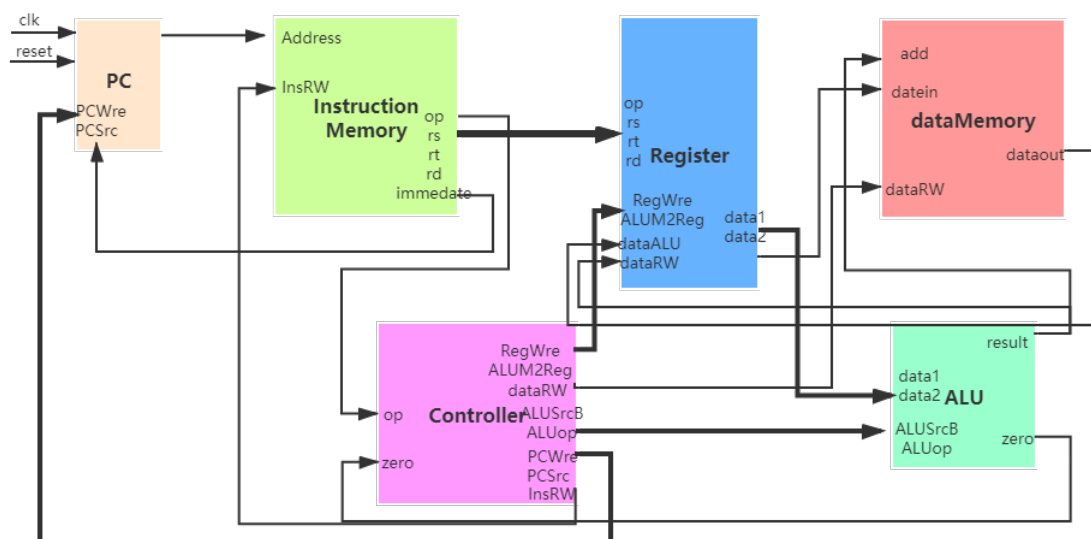 clk
reset
PC
PCWre
PCSrc
Address
InsRW
Instruction
Memory
op
rs
rt
rd
immedate
op
rs
rt
rd
Register
RegWre
ALUM2Reg
dataALU
dataRW
data1
data2
add
datein
dataMemory
dataout
dataRW
Controller
op
zero
RegWre
ALUM2Reg
dataRW
ALUSrcB
ALUop
PCWre
PCSrc
InsRW
result
data1
data2
ALU
ALUSrcB
ALUop
zero